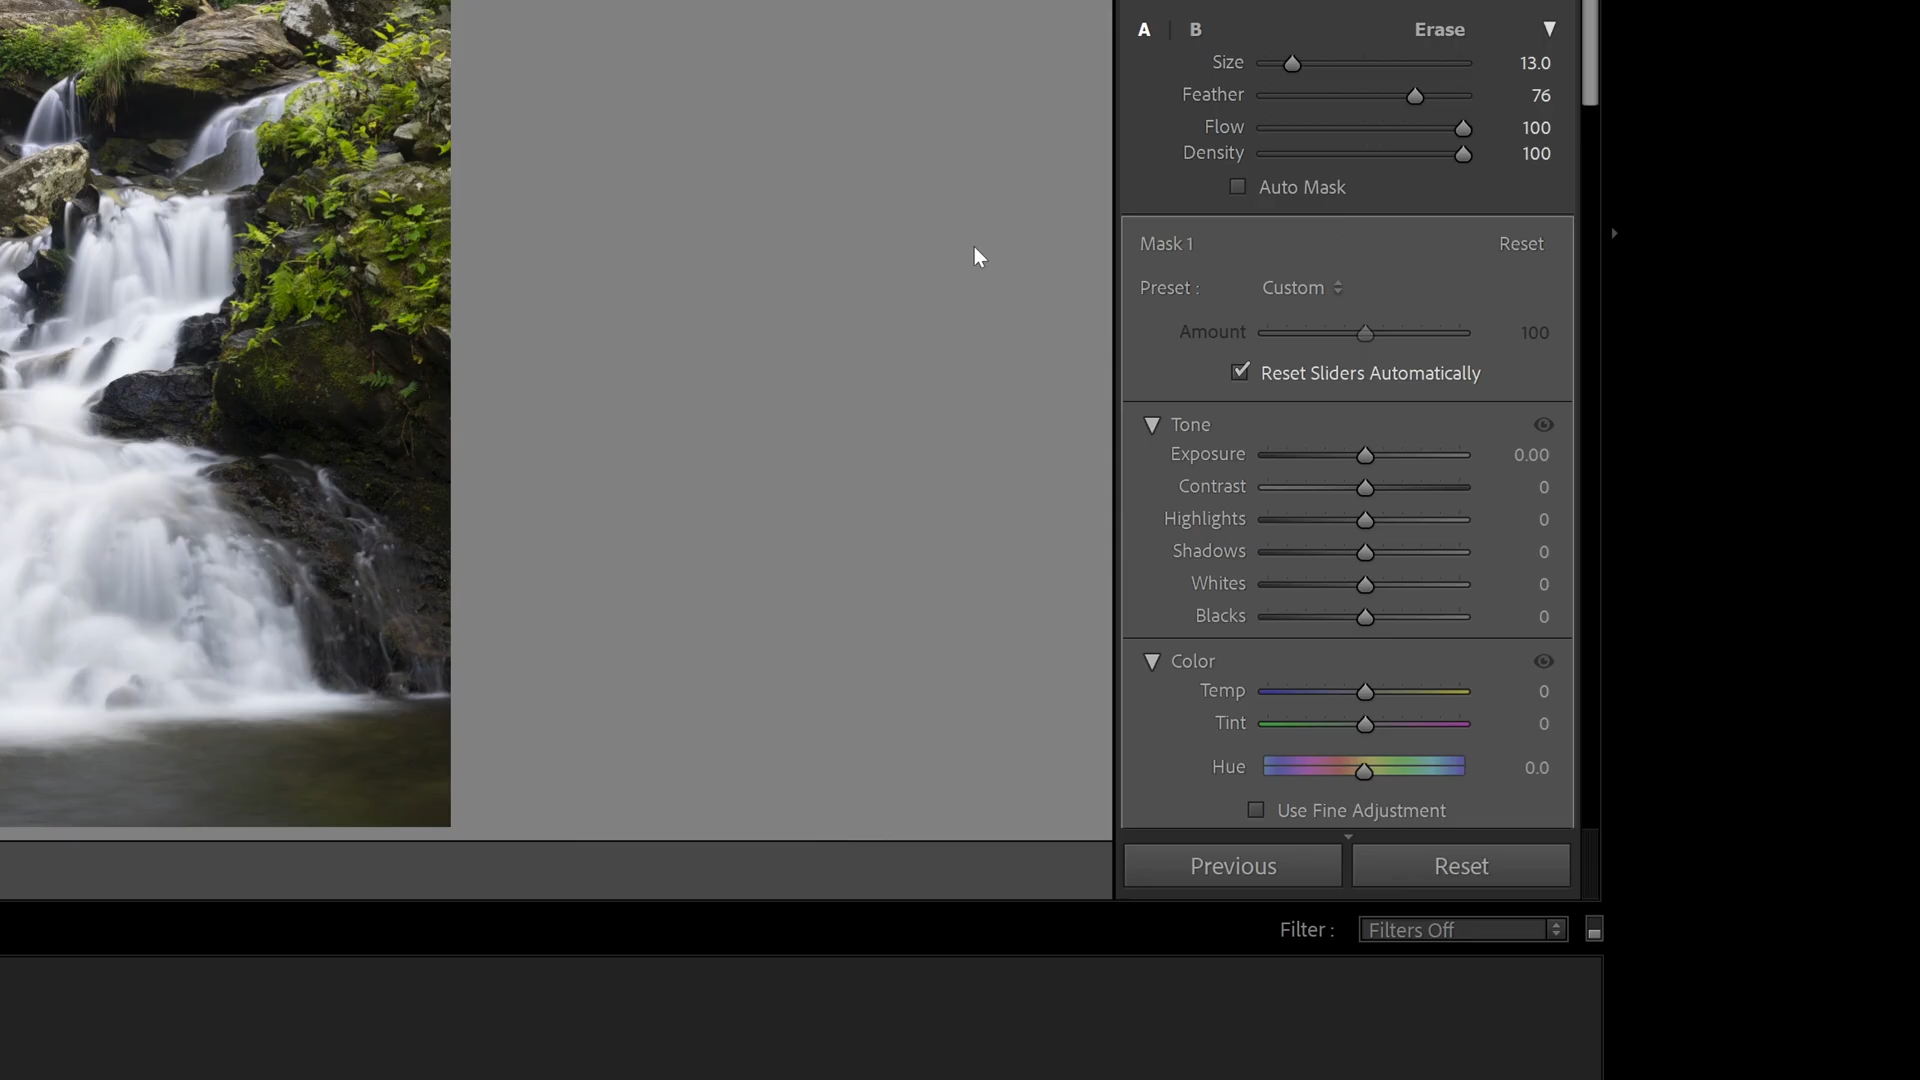 A | B Erase
Size 13.0
Feather 76
Flow 100
Density 100
Auto Mask
Mask 1 Reset
Preset : Custom
Amount 100
Reset Sliders Automatically
Tone
Exposure 0.00
Contrast 0
Highlights 0
Shadows 0
Whites 0
Blacks 0
Color
Temp 0
Tint 0
Hue 0.0
Use Fine Adjustment
Previous Reset
Filter : Filters Off